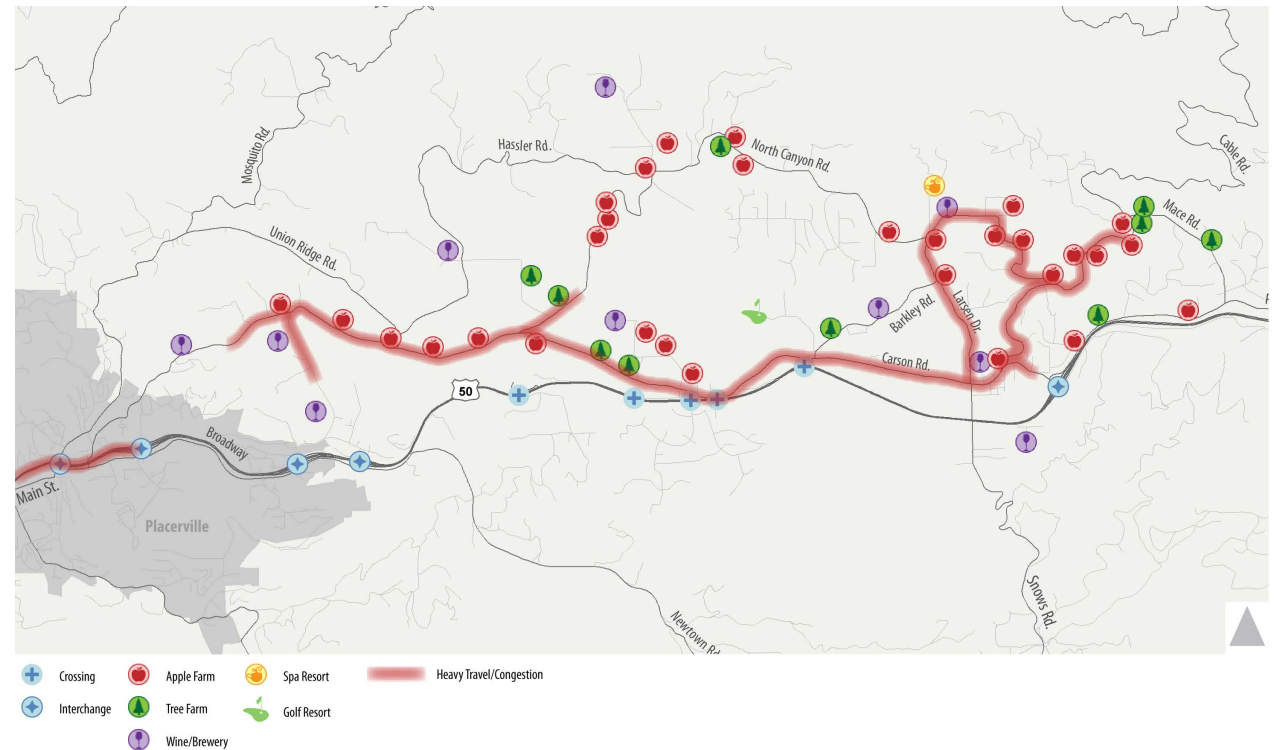 Hassler Rd.
North Canyon Rd.
Mosquito Rd.
Cable Rd.
Mace Rd.
Union Ridge Rd.
Barkley Rd.
Larsen Dr.
Carson Rd.
50
Broadway
Main St.
Placerville
Snows Rd.
Newtown Rd
Crossing
Apple Farm
Spa Resort
Heavy Travel/Congestion
Interchange
Tree Farm
Golf Resort
Wine/Brewery